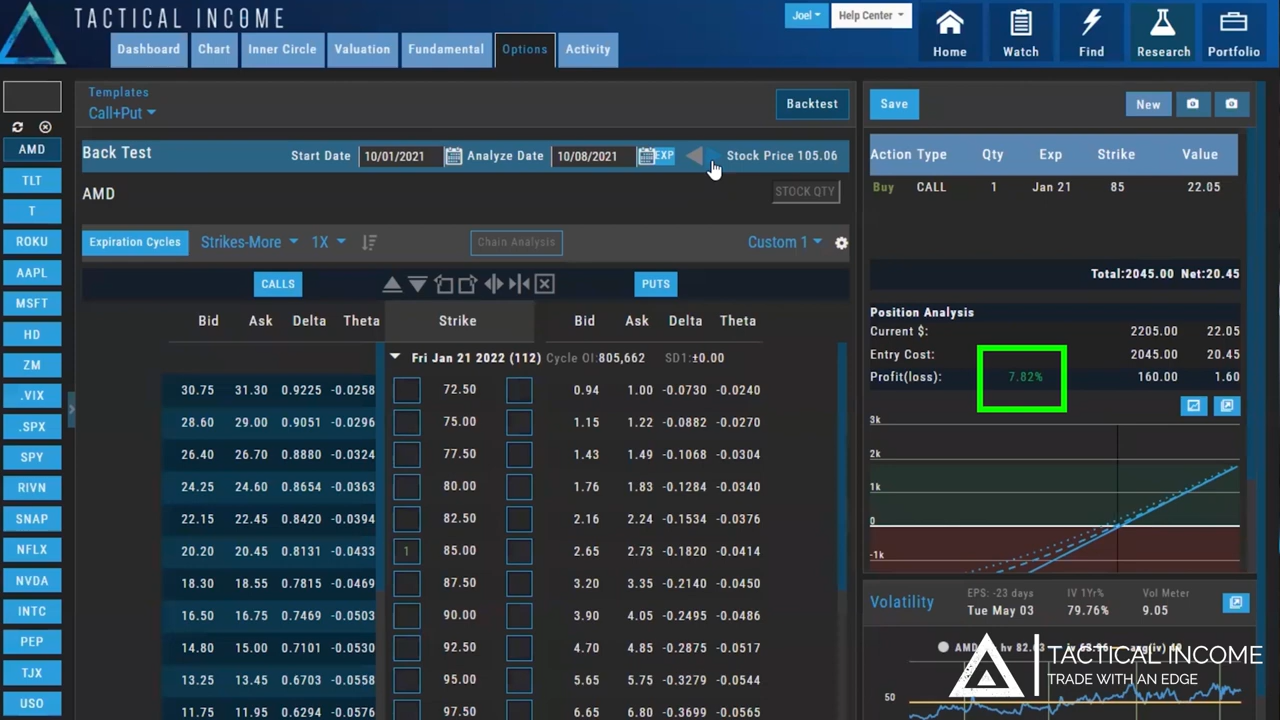 TACTICAL INCOME
Joel
Help Center
Dashboard
Chart
Inner Circle
Valuation
Fundamental
Options
Activity
Home
Watch
Find
Research
Portfolio
AMD
TLT
T
ROKU
AAPL
MSFT
HD
ZM
.VIX
.SPX
SPY
RIVN
SNAP
NFLX
NVDA
INTC
PEP
TJX
USO
Templates
Call+Put
Backtest
Back Test Start Date 10/01/2021 Analyze Date 10/08/2021 EXP Stock Price 105.06
AMD STOCK QTY
Expiration Cycles Strikes-More 1X Chain Analysis Custom 1
CALLS PUTS
Bid Ask Delta Theta Strike Bid Ask Delta Theta
Fri Jan 21 2022 (112) Cycle OI:805,662 SD1:±0.00
30.75 31.30 0.9225 -0.0258 72.50 0.94 1.00 -0.0730 -0.0240
28.60 29.00 0.9051 -0.0296 75.00 1.15 1.22 -0.0882 -0.0270
26.40 26.70 0.8880 -0.0324 77.50 1.43 1.49 -0.1068 -0.0304
24.25 24.60 0.8654 -0.0363 80.00 1.76 1.83 -0.1284 -0.0340
22.15 22.45 0.8420 -0.0394 82.50 2.16 2.24 -0.1534 -0.0376
20.20 20.45 0.8131 -0.0433 1 85.00 2.65 2.73 -0.1820 -0.0414
18.30 18.55 0.7815 -0.0469 87.50 3.20 3.35 -0.2140 -0.0450
16.50 16.75 0.7469 -0.0503 90.00 3.90 4.05 -0.2495 -0.0486
14.80 15.00 0.7101 -0.0530 92.50 4.70 4.85 -0.2875 -0.0517
13.25 13.45 0.6703 -0.0558 95.00 5.65 5.75 -0.3279 -0.0544
11.75 11.95 0.6294 -0.0576 97.50 6.65 6.80 -0.3699 -0.0565
Save New
Action Type Qty Exp Strike Value
Buy CALL 1 Jan 21 85 22.05
Total:2045.00 Net:20.45
Position Analysis
Current $: 2205.00 22.05
Entry Cost: 2045.00 20.45
Profit(loss): 7.82% 160.00 1.60
3k
2k
1k
0
-1k
Volatility
EPS: -23 days
Tue May 03
IV 1Yr%
79.76%
Vol Meter
9.05
50
TACTICAL INCOME
TRADE WITH AN EDGE